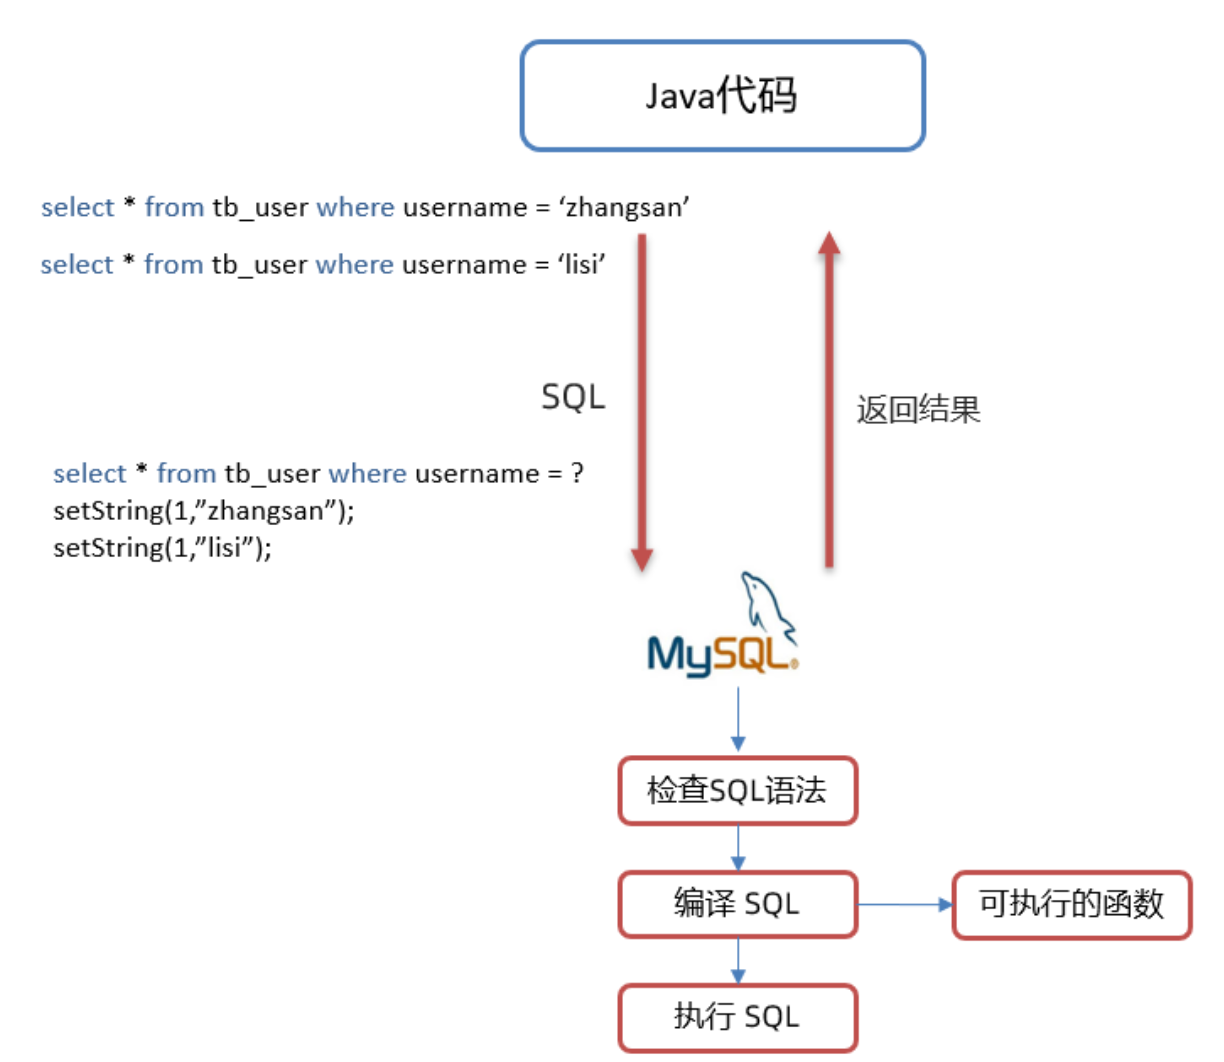 Java代码
select * from tb_user where username = ‘zhangsan’
select * from tb_user where username = ‘lisi’
SQL
返回结果
select * from tb_user where username = ?
setString(1,”zhangsan”);
setString(1,”lisi”);
MySQL®
检查SQL语法
编译 SQL
可执行的函数
执行 SQL